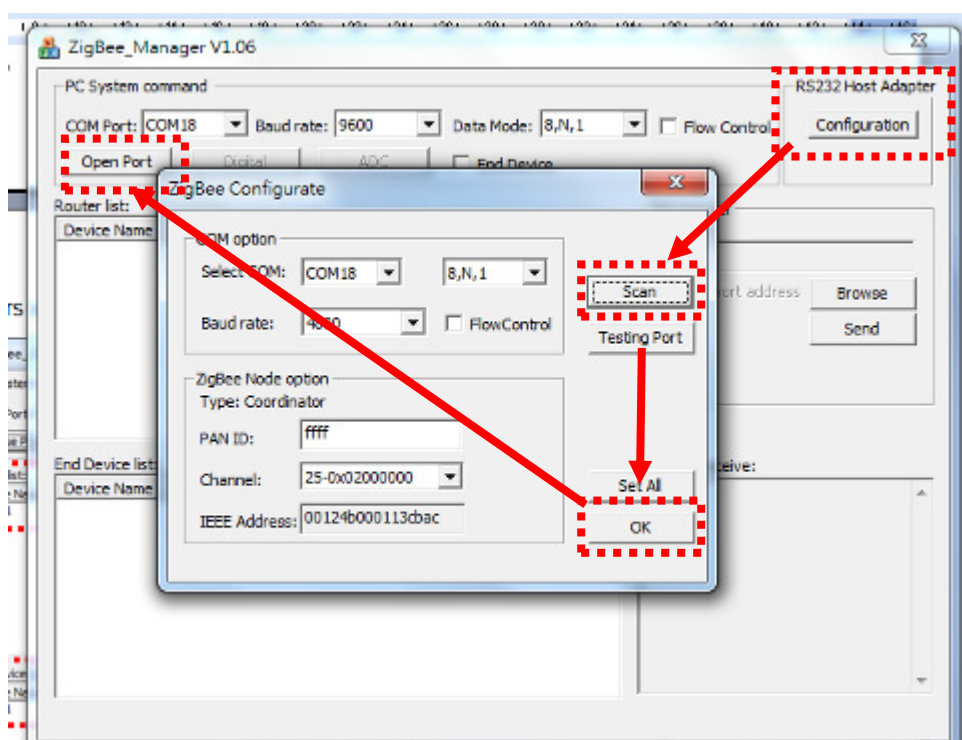 ZigBee_Manager V1.06
PC System command
RS232 Host Adapter
COM Port: COM18 Baud rate: 9600 Data Mode: 8,N,1 Flow Control Configuration
Open Port Digital ADC End Device
ZigBee Configurate
Router list:
Device Name
COM option
Select COM: COM18 8,N,1
Scan
address Browse
Baud rate: FlowControl
Testing Port
Send
ZigBee Node option
Type: Coordinator
PAN ID: ffff
End Device list:
Device Name
Channel: 25-0x02000000
Set All
IEEE Address: 00124b000113cbac
OK